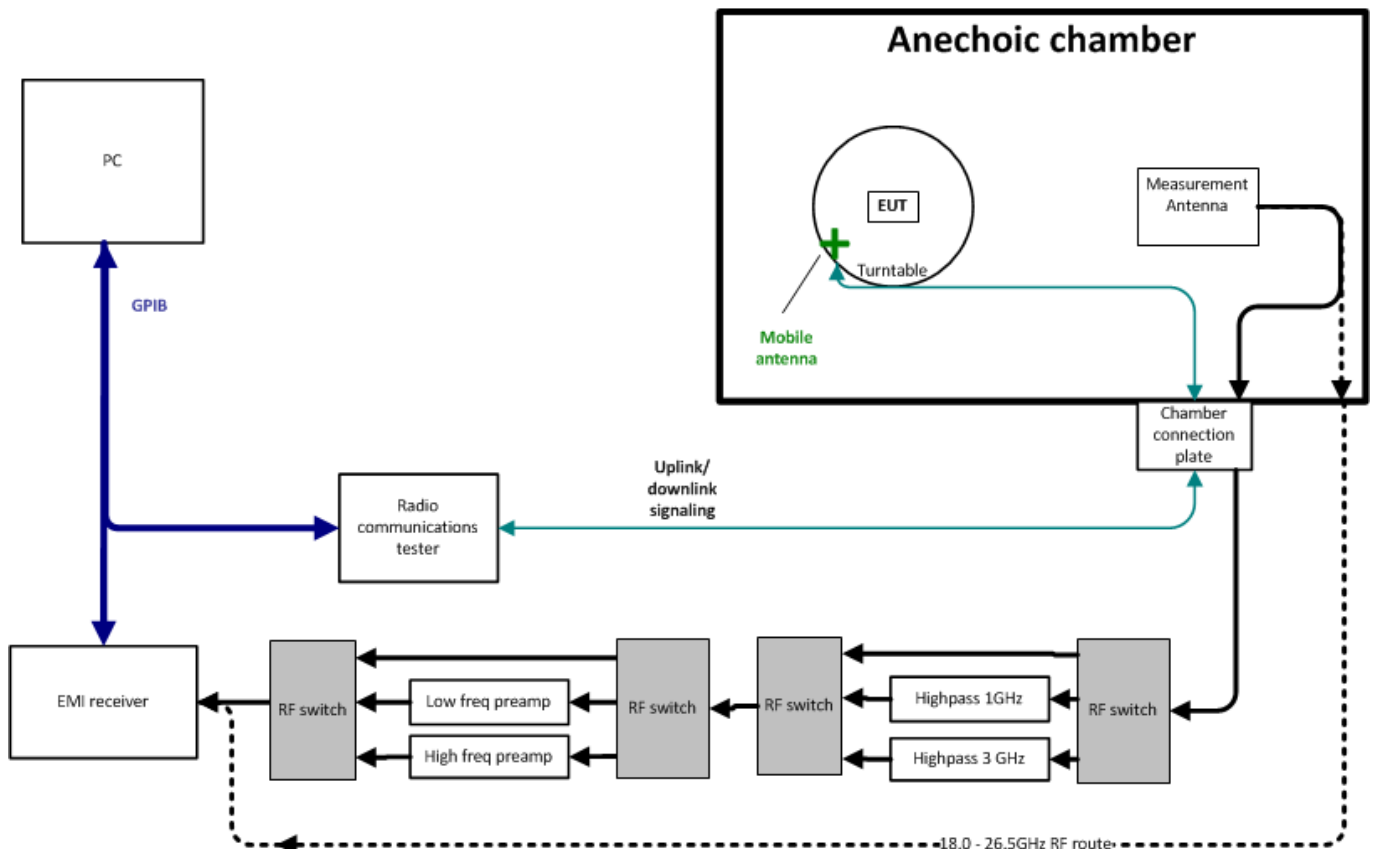 Anechoic chamber
PC
Measurement
Antenna
EUT
Turntable
GPIB
Mobile
antenna
Chamber
connection
plate
Uplink/
downlink
signaling
Radio
communications
tester
EMI receiver
RF switch
Low freq preamp
High freq preamp
RF switch
RF switch
Highpass 1GHz
Highpass 3 GHz
RF switch
18.0 - 26.5GHz RF route